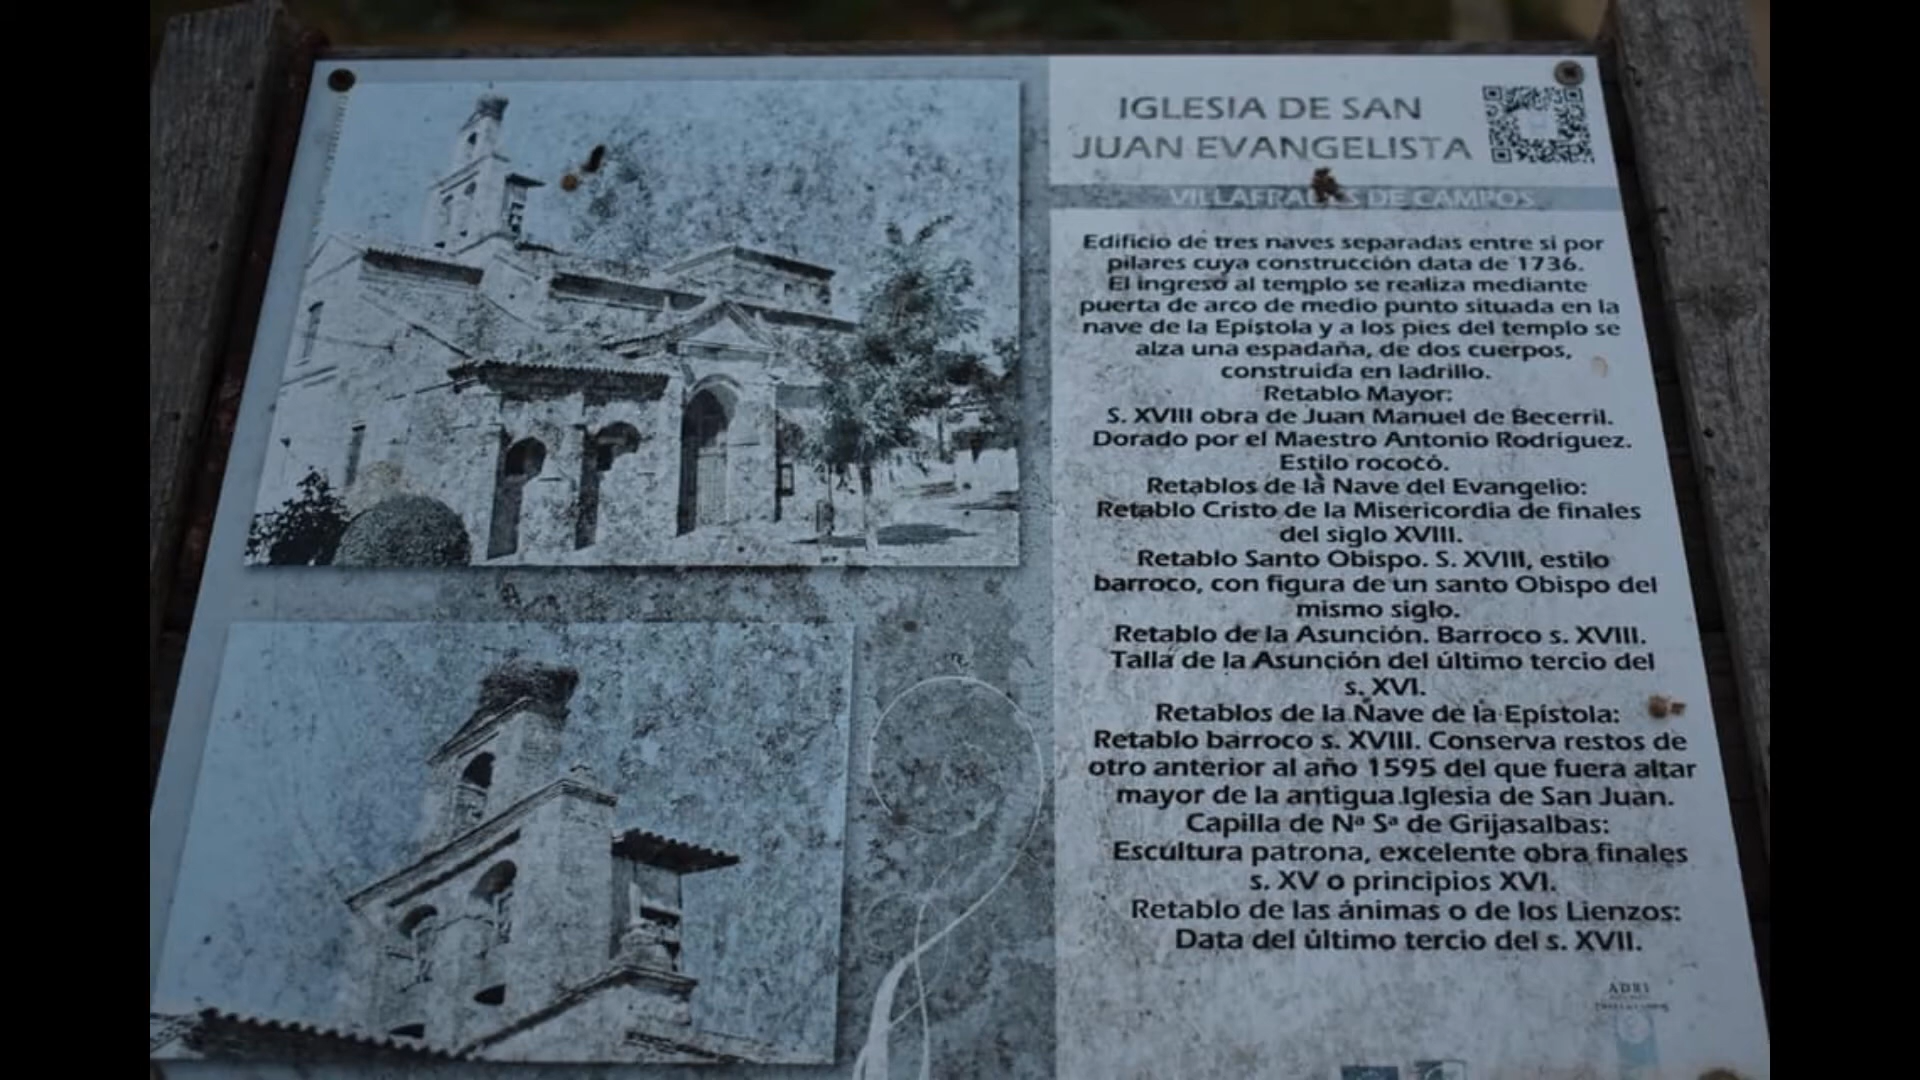 IGLESIA DE SAN
JUAN EVANGELISTA
DE CAMPOS
Edificio de tres naves separadas entre si por
pilares cuya construcción data de 1736.
El ingreso al templo se realiza mediante
puerta de arco de medio punto situada en la
nave de la Epístola y a los pies del templo se
alza una espadaña, de dos cuerpos,
construida en ladrillo.
Retablo Mayor:
S. XVIII obra de Juan Manuel de Becerril.
Dorado por el Maestro Antonio Rodríguez.
Estilo rococó.
Retablos de la Nave del Evangelio:
Retablo Cristo de la Misericordia de finales
del siglo XVIII.
Retablo Santo Obispo. S. XVIII, estilo
barroco, con figura de un santo Obispo del
mismo siglo.
Retablo de la Asunción. Barroco s. XVIII.
Talla de la Asunción del último tercio del
s. XVI.
Retablos de la Nave de la Epístola:
Retablo barroco s. XVIII. Conserva restos de
otro anterior al año 1595 del que fuera altar
mayor de la antigua Iglesia de San Juan.
Capilla de Nª Sª de Grijasalbas:
Escultura patrona, excelente obra finales
s. XV o principios XVI.
Retablo de las ánimas o de los Lienzos:
Data del último tercio del s. XVII.
ADRI